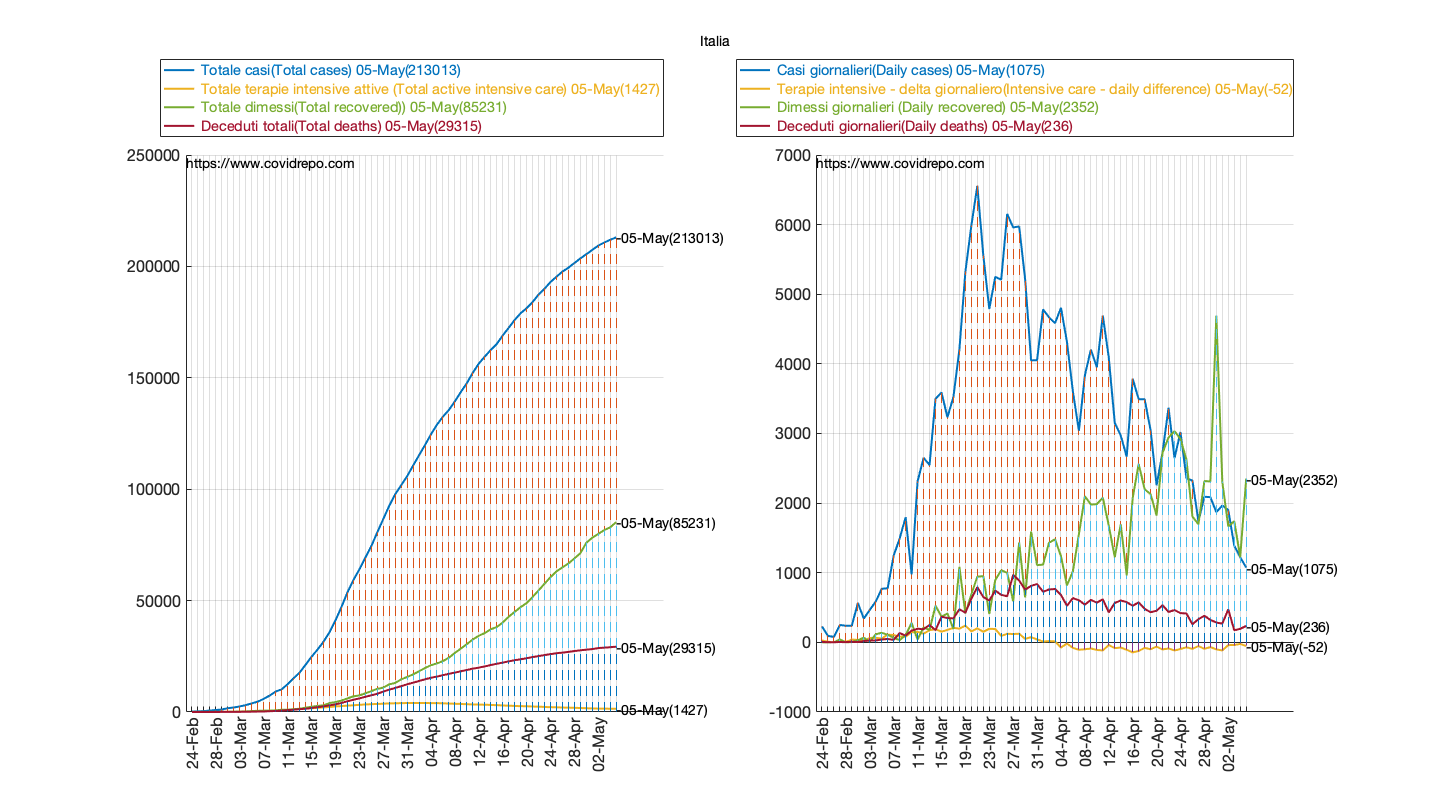 Italia
Totale casi(Total cases) 05-May(213013)
Totale terapie intensive attive (Total active intensive care) 05-May(1427)
Totale dimessi(Total recovered)) 05-May(85231)
Deceduti totali(Total deaths) 05-May(29315)
250000
https://www.covidrepo.com
05-May(213013)
200000
150000
100000
05-May(85231)
50000
05-May(29315)
0
05-May(1427)
24-Feb
28-Feb
03-Mar
07-Mar
11-Mar
15-Mar
19-Mar
23-Mar
27-Mar
31-Mar
04-Apr
08-Apr
12-Apr
16-Apr
20-Apr
24-Apr
28-Apr
02-May
Casi giornalieri(Daily cases) 05-May(1075)
Terapie intensive - delta giornaliero(Intensive care - daily difference) 05-May(-52)
Dimessi giornalieri (Daily recovered) 05-May(2352)
Deceduti giornalieri(Daily deaths) 05-May(236)
7000
https://www.covidrepo.com
6000
5000
4000
3000
05-May(2352)
2000
1000
05-May(1075)
05-May(236)
0
05-May(-52)
-1000
24-Feb
28-Feb
03-Mar
07-Mar
11-Mar
15-Mar
19-Mar
23-Mar
27-Mar
31-Mar
04-Apr
08-Apr
12-Apr
16-Apr
20-Apr
24-Apr
28-Apr
02-May